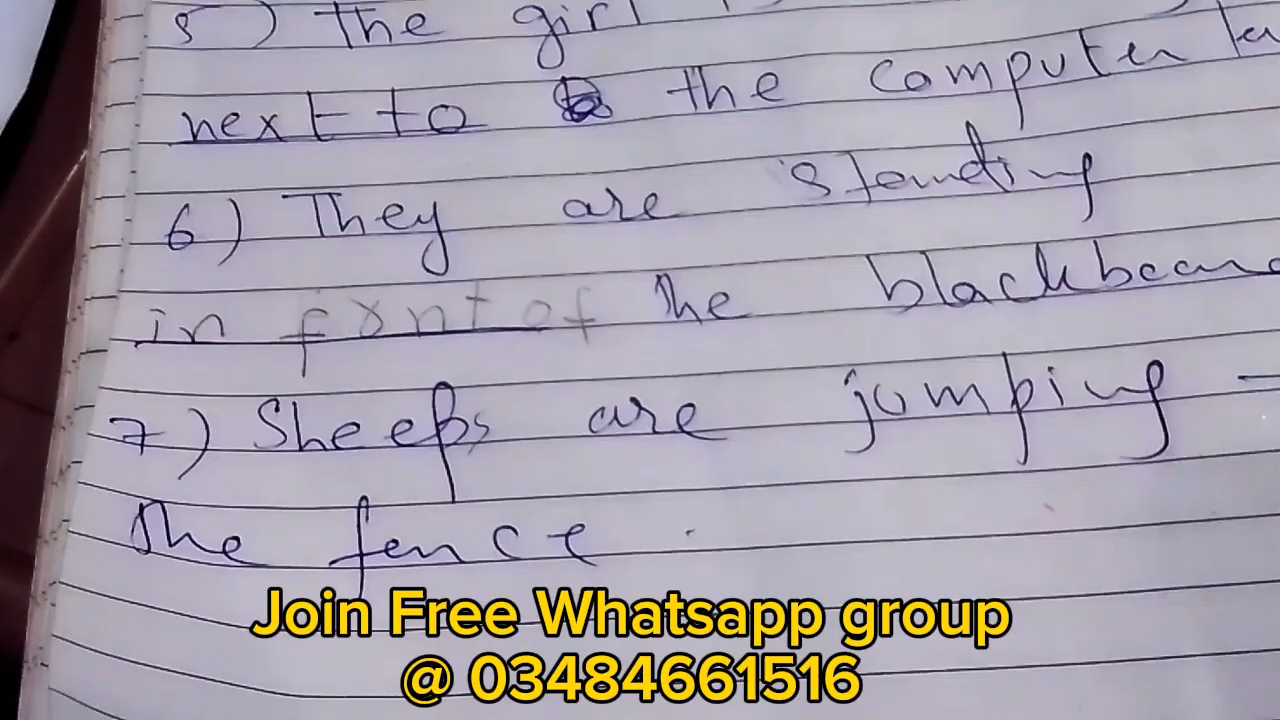 5) the girl
next to the computer
6) They are standing
in front of the blackboard
7) Sheeps are jumping -
the fence.
Join Free Whatsapp group
@ 03484661516